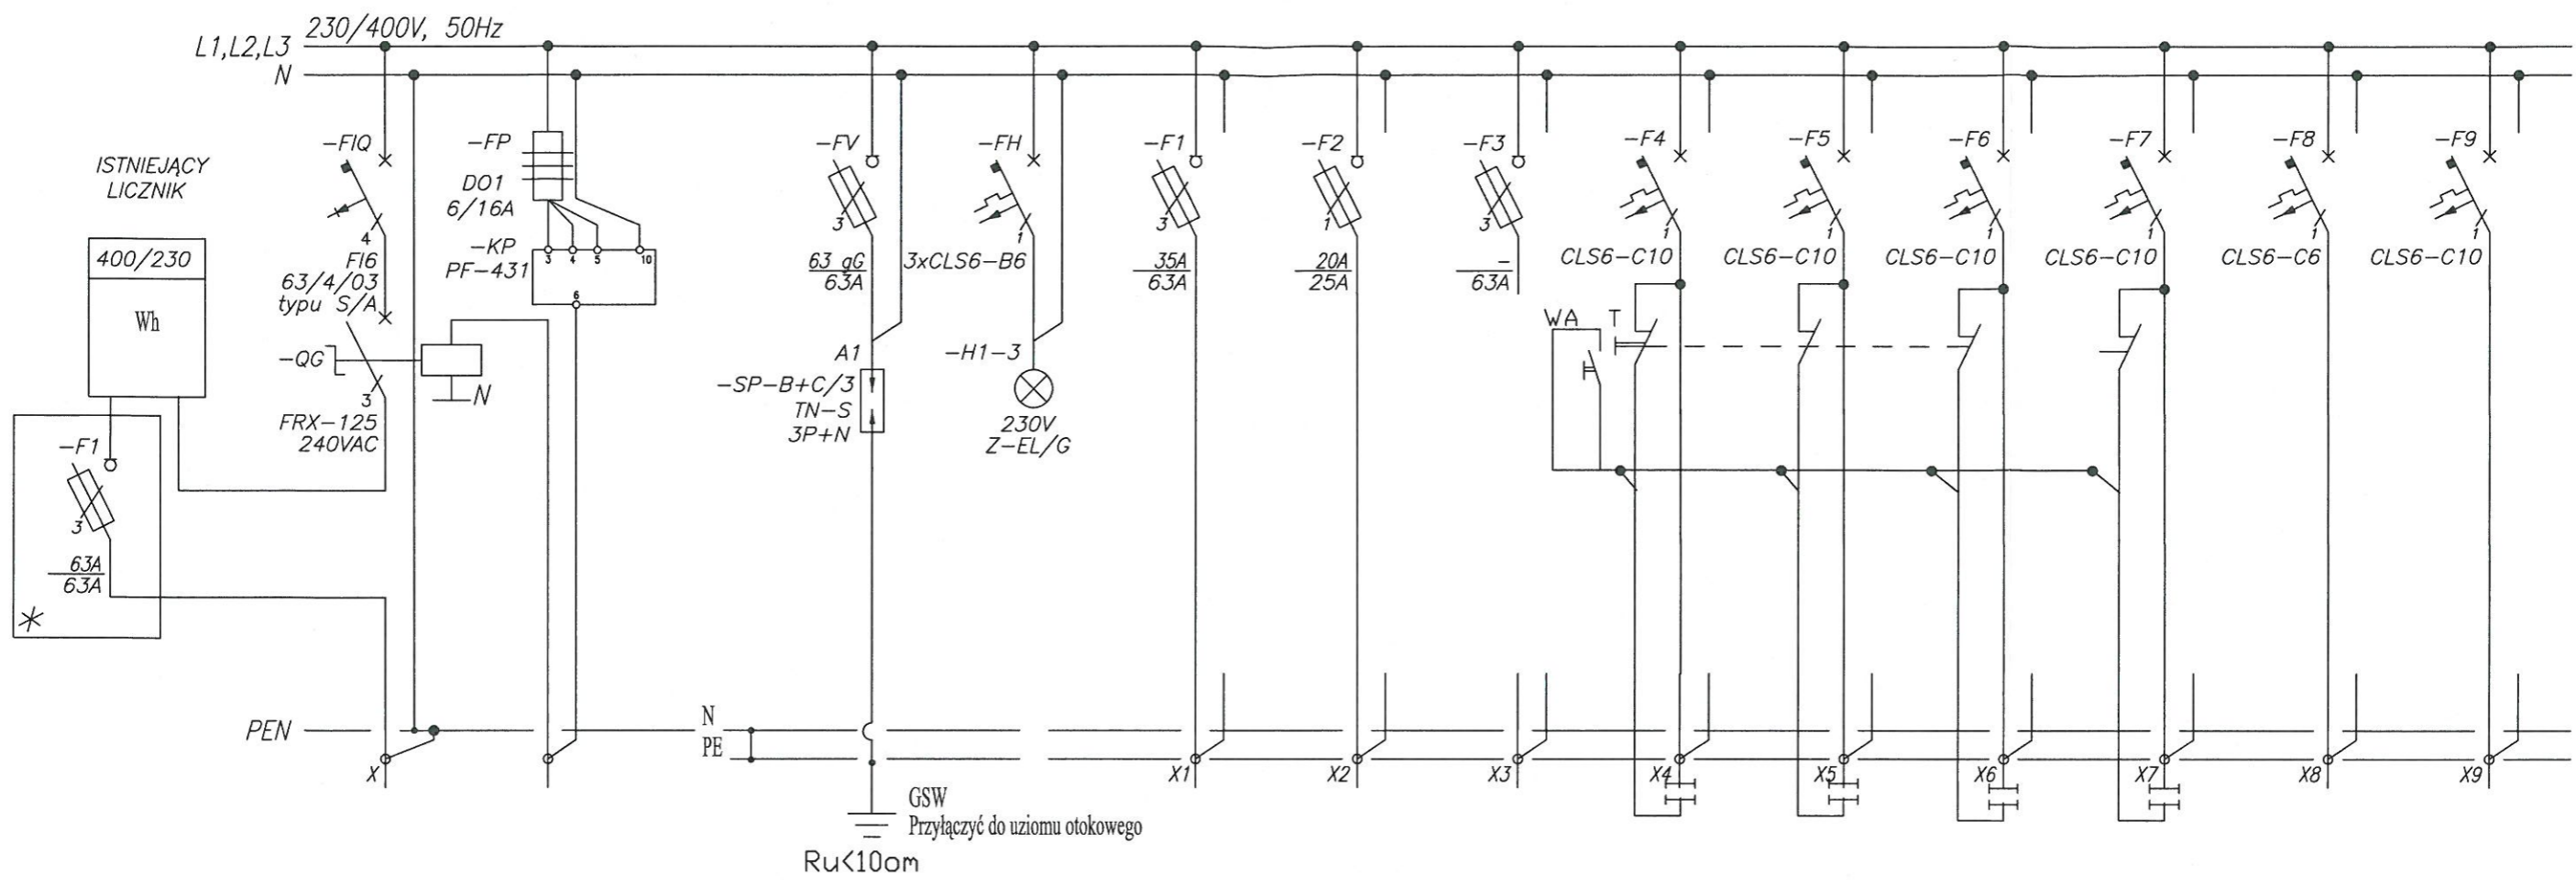 230/400V, 50Hz
L1,L2,L3
N
ISTNIEJĄCY
LICZNIK
400/230
Wh
-F1
3
63A
63A
*
-FIQ
4
FI6
63/4/03
typu S/A
-QG
3
FRX-125
240VAC
N
-FP
DO1
6/16A
-KP
PF-431
3 4 5 10
6
-FV
3
63 gG
63A
A1
-SP-B+C/3
TN-S
3P+N
-FH
1
3xCLS6-B6
-H1-3
230V
Z-EL/G
-F1
3
35A
63A
-F2
1
20A
25A
-F3
3
-
63A
-F4
1
CLS6-C10
-F5
1
CLS6-C10
-F6
1
CLS6-C10
-F7
1
CLS6-C10
-F8
1
CLS6-C6
-F9
1
CLS6-C10
WA T
PEN
N
PE
X
X1 X2 X3 X4 X5 X6 X7 X8 X9
GSW
Przyłączyć do uziomu otokowego
Ru<10om